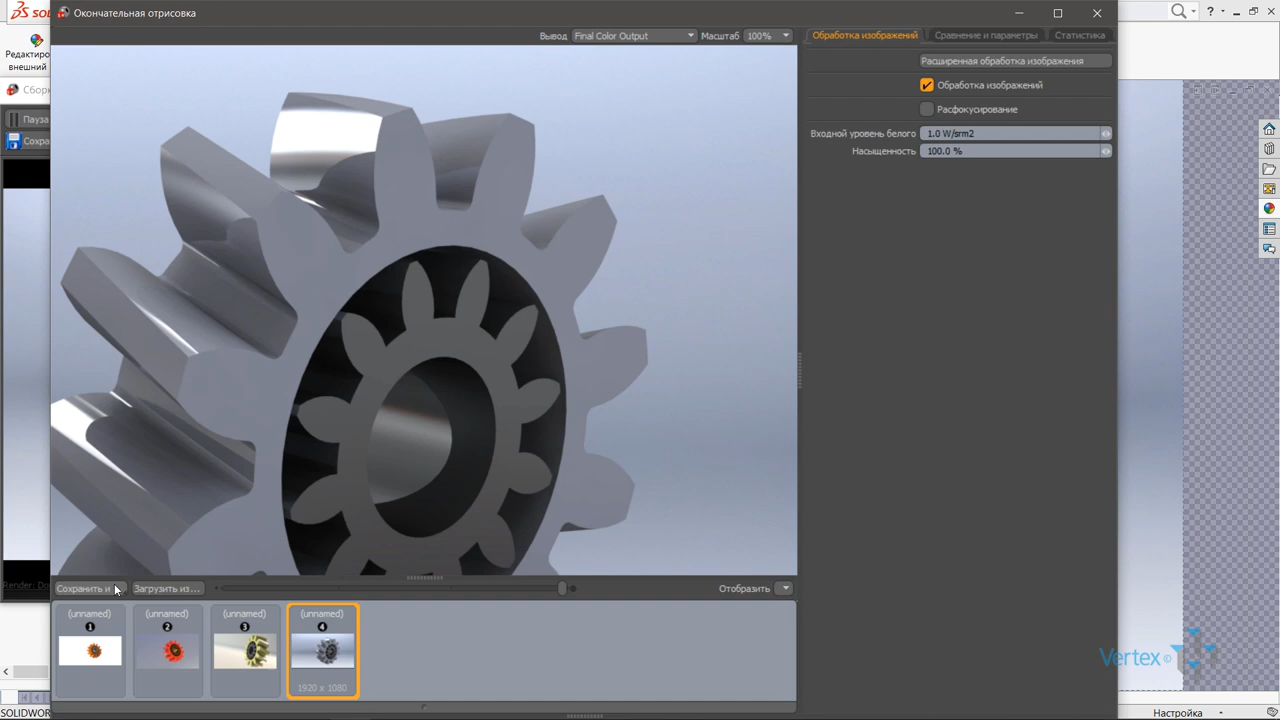 Окончательная отрисовка
Вывод
Final Color Output
Масштаб
100%
Обработка изображений
Сравнение и параметры
Статистика
Расширенная обработка изображения
Обработка изображений
Расфокусирование
Входной уровень белого
1.0 W/srm2
Насыщенность
100.0 %
Редактиро
внешний
Сборк
Пауза
Сохра
Сохранить и
Загрузить из...
Отобразить
(unnamed)
1
(unnamed)
2
(unnamed)
3
(unnamed)
4
1920 x 1080
Vertex©
SOLIDWOR
Настройка